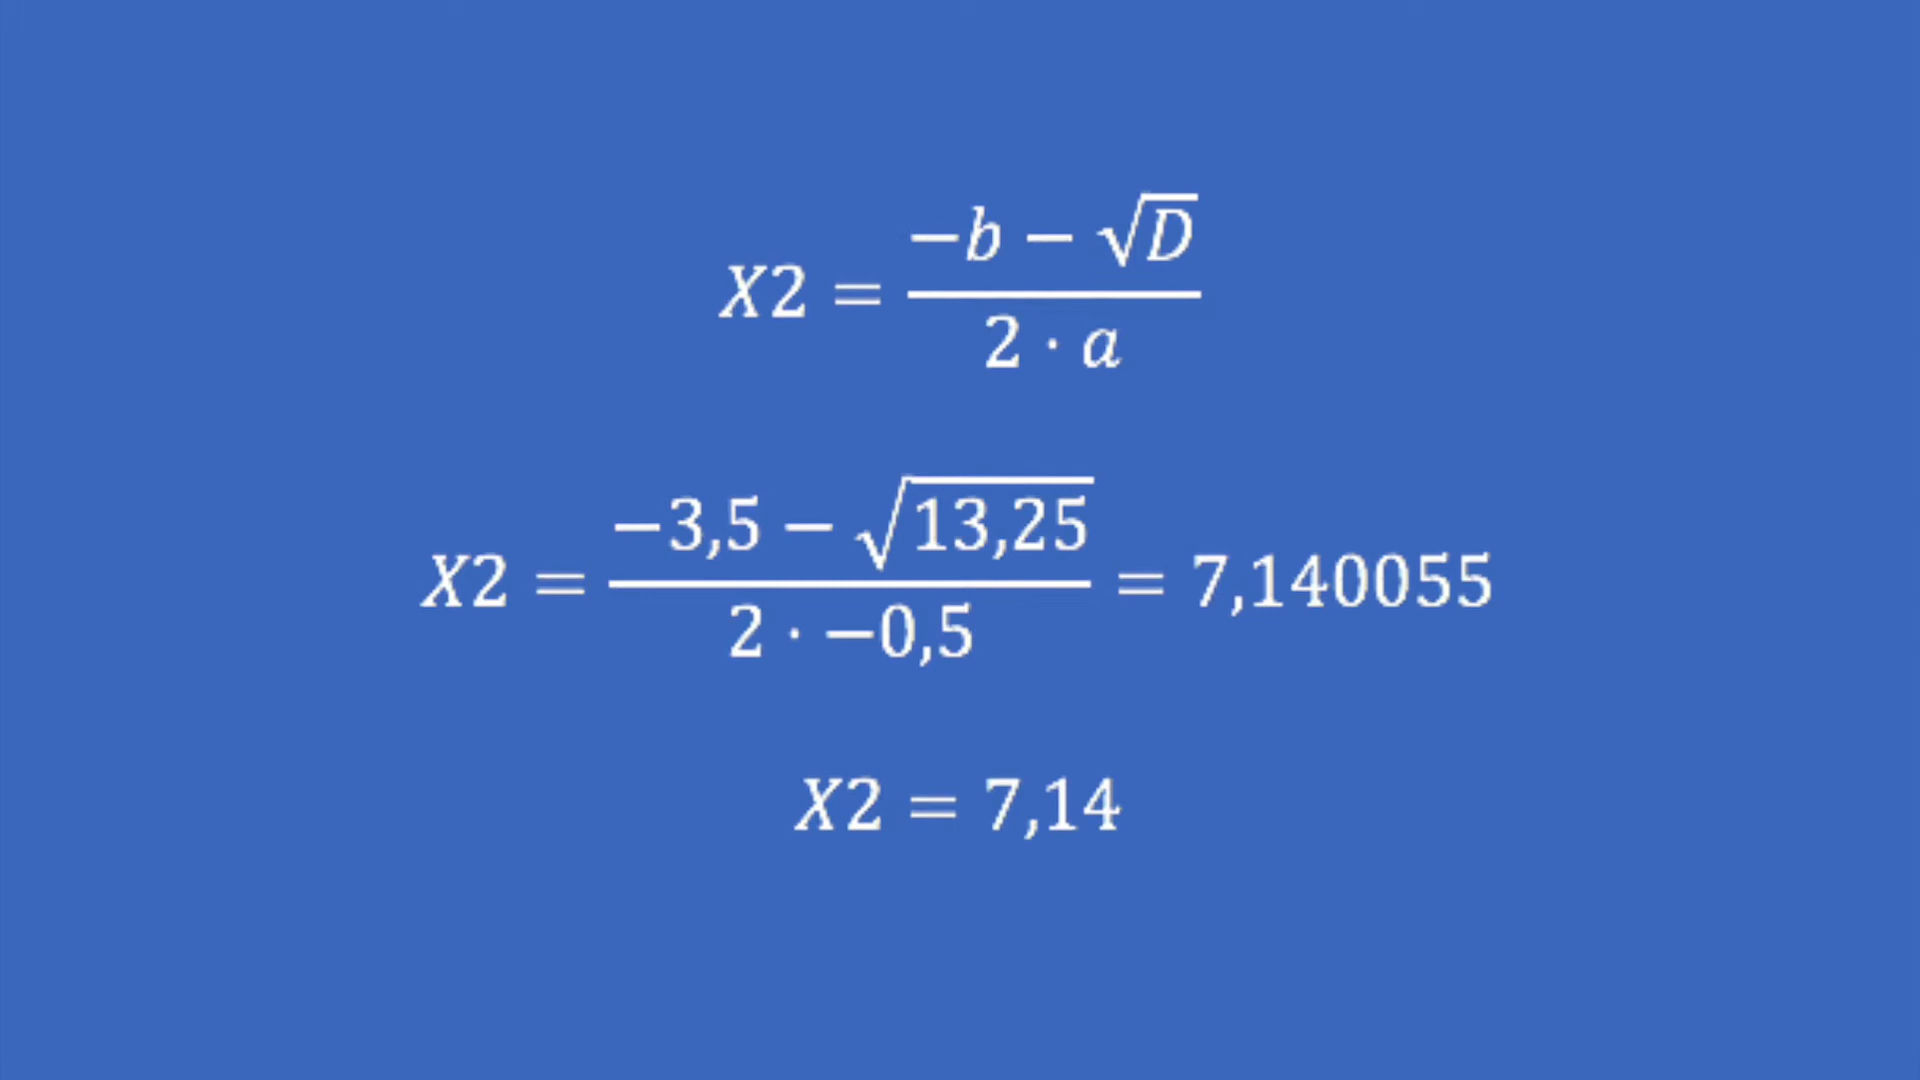 X2 = (−b − √D) / (2 · a)
X2 = (−3,5 − √13,25) / (2 · −0,5) = 7,140055
X2 = 7,14